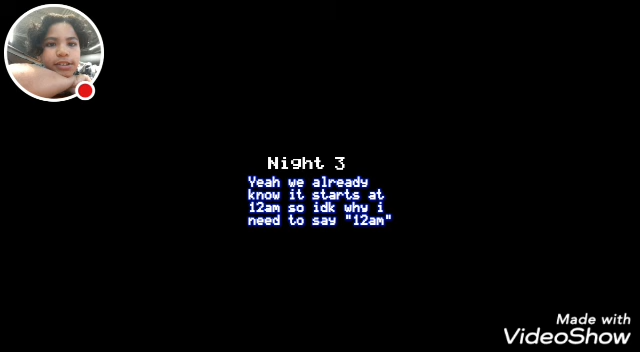 Night 3
Yeah we already
know it starts at
12am so idk why i
need to say "12am"
Made with
VideoShow